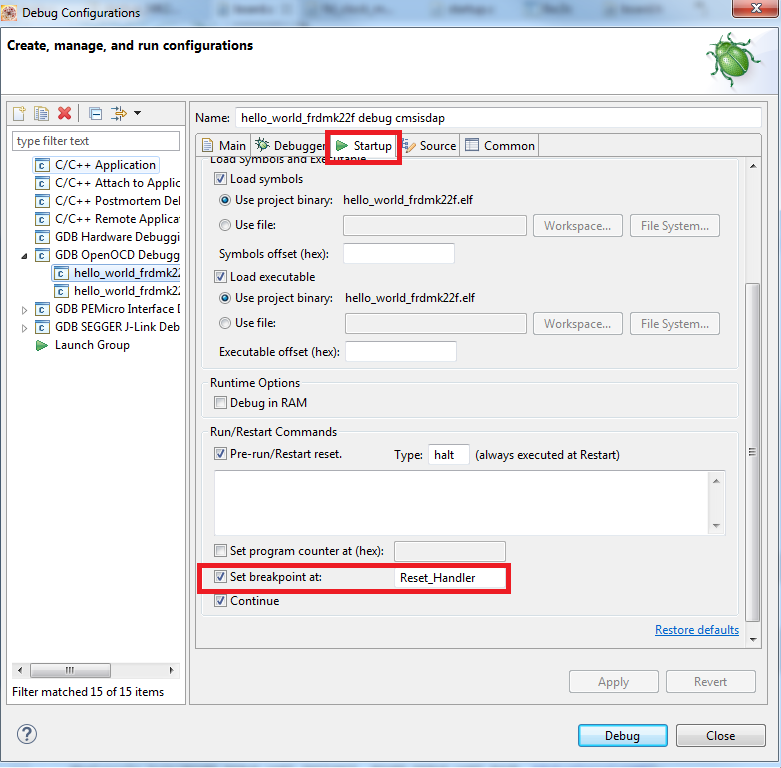 Debug Configurations
Create, manage, and run configurations
type filter text
C/C++ Application
C/C++ Attach to Applic
C/C++ Postmortem Del
C/C++ Remote Applicat
GDB Hardware Debuggi
GDB OpenOCD Debugg
hello_world_frdmk22
hello_world_frdmk22
GDB PEMicro Interface D
GDB SEGGER J-Link Deb
Launch Group
Filter matched 15 of 15 items
Name: hello_world_frdmk22f debug cmsisdap
Main Debugger Startup Source Common
Load Symbols and Executable
Load symbols
Use project binary: hello_world_frdmk22f.elf
Use file: Workspace... File System...
Symbols offset (hex):
Load executable
Use project binary: hello_world_frdmk22f.elf
Use file: Workspace... File System...
Executable offset (hex):
Runtime Options
Debug in RAM
Run/Restart Commands
Pre-run/Restart reset. Type: halt (always executed at Restart)
Set program counter at (hex):
Set breakpoint at: Reset_Handler
Continue
Restore defaults
Apply Revert
? Debug Close